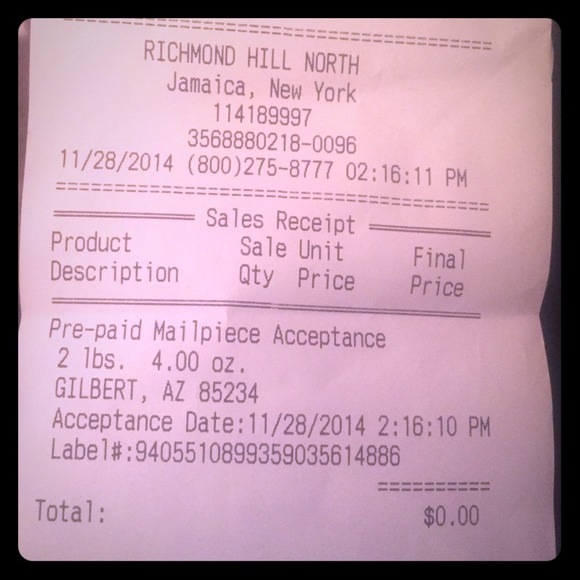 RICHMOND HILL NORTH
Jamaica, New York
114189997
3568880218-0096
11/28/2014 (800)275-8777 02:16:11 PM
Sales Receipt
Product Sale Unit Final
Description Qty Price Price
Pre-paid Mailpiece Acceptance
2 lbs. 4.00 oz.
GILBERT, AZ 85234
Acceptance Date:11/28/2014 2:16:10 PM
Label#:9405510899359035614886
==========
Total: $0.00